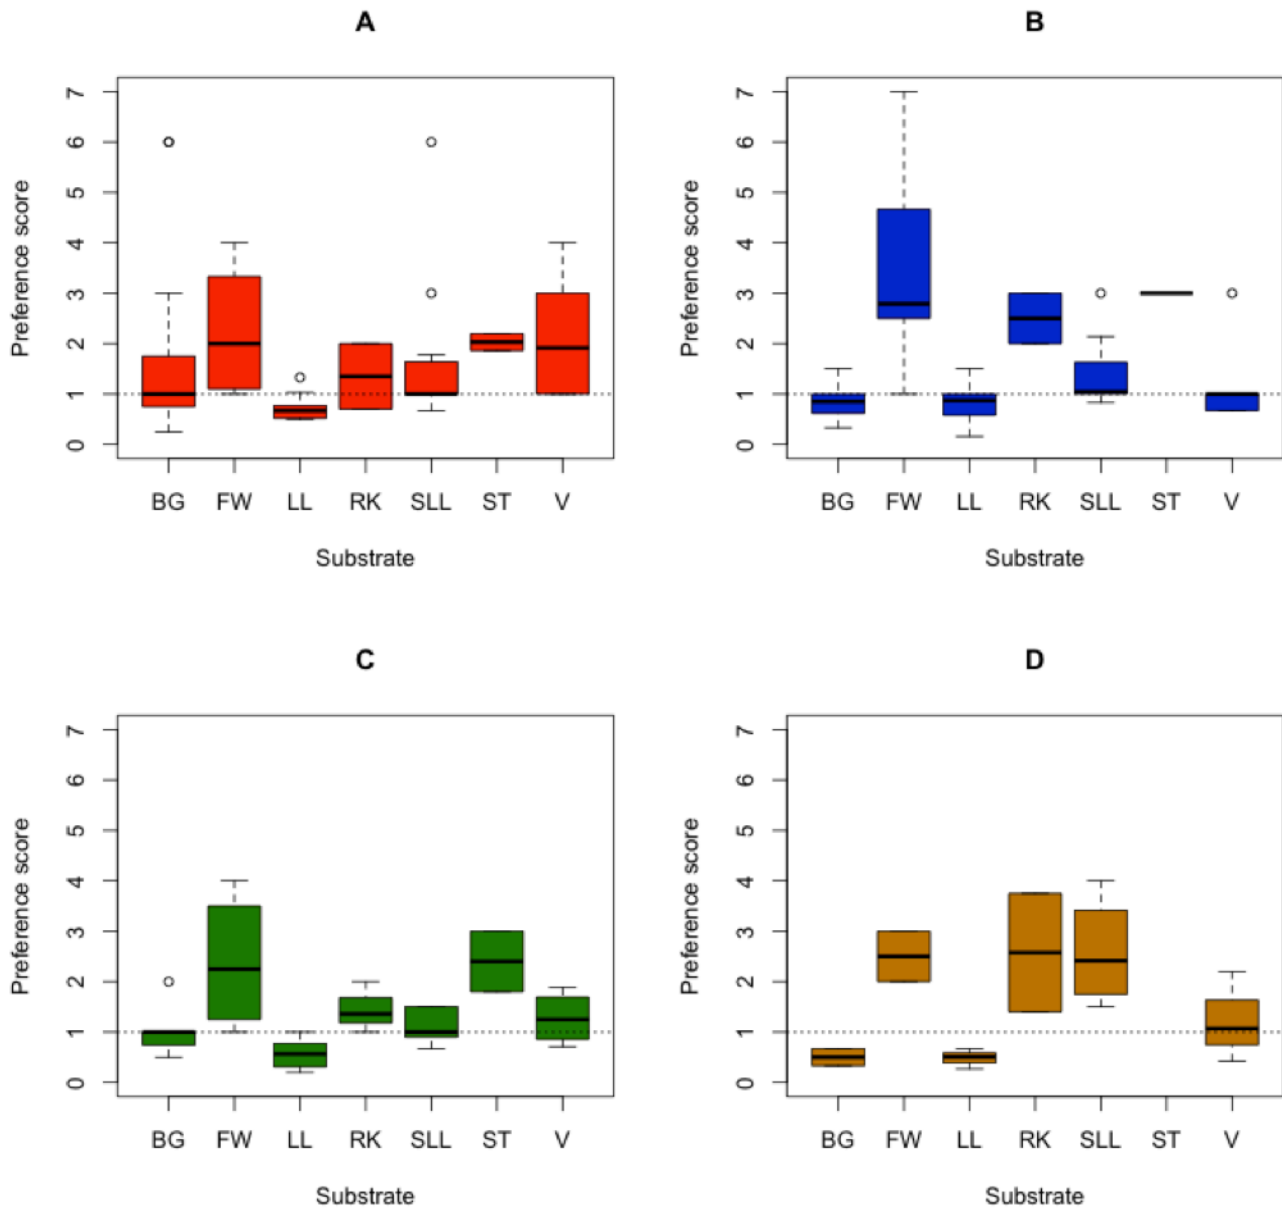 A
B
Preference score
7
6
5
4
3
2
1
0
BG FW LL RK SLL ST V
Substrate
Preference score
7
6
5
4
3
2
1
0
BG FW LL RK SLL ST V
Substrate
C
D
Preference score
7
6
5
4
3
2
1
0
BG FW LL RK SLL ST V
Substrate
Preference score
7
6
5
4
3
2
1
0
BG FW LL RK SLL ST V
Substrate